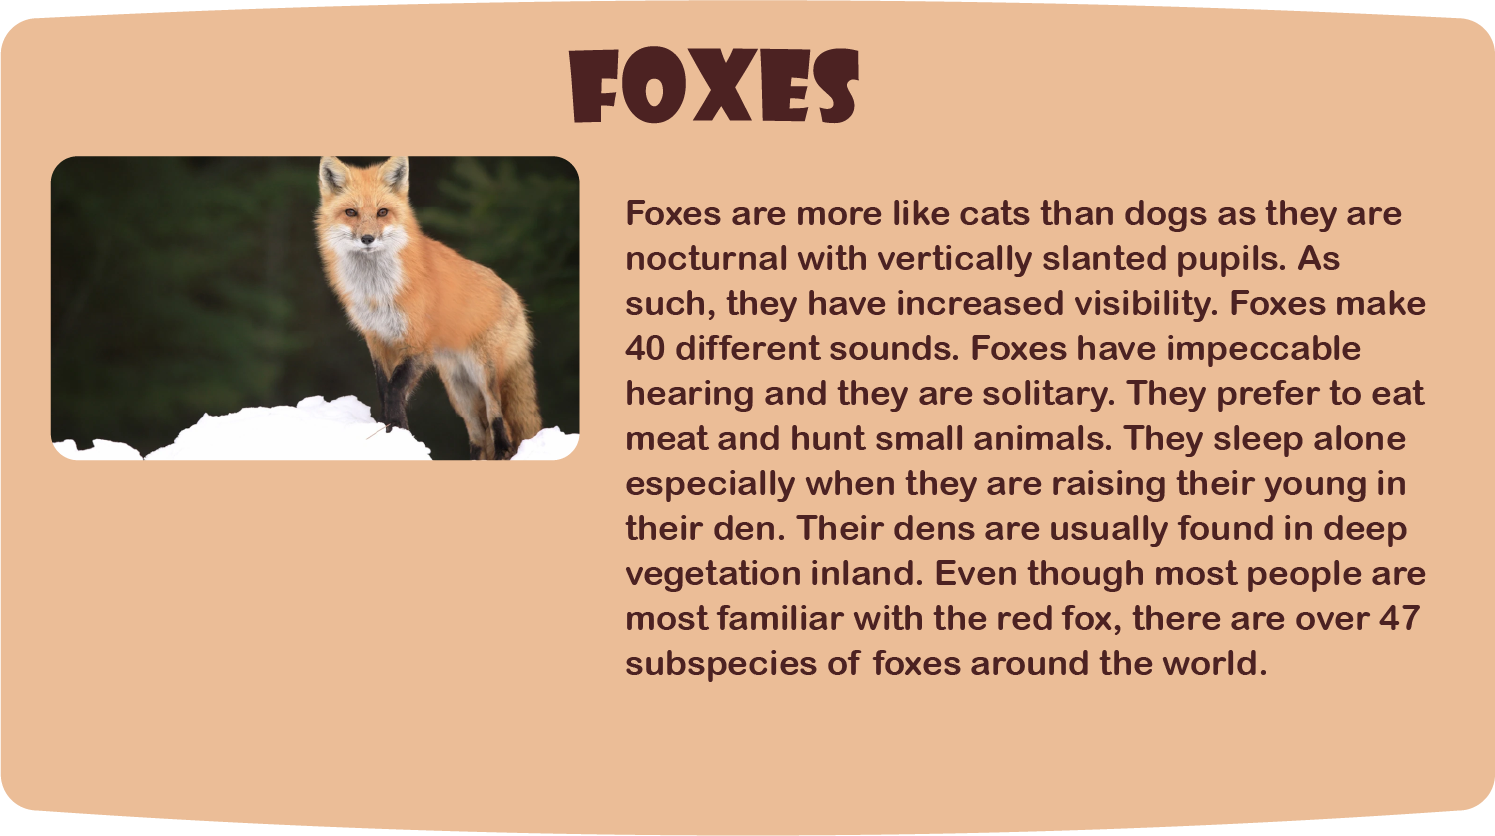 FOXES
Foxes are more like cats than dogs as they are
nocturnal with vertically slanted pupils. As
such, they have increased visibility. Foxes make
40 different sounds. Foxes have impeccable
hearing and they are solitary. They prefer to eat
meat and hunt small animals. They sleep alone
especially when they are raising their young in
their den. Their dens are usually found in deep
vegetation inland. Even though most people are
most familiar with the red fox, there are over 47
subspecies of foxes around the world.